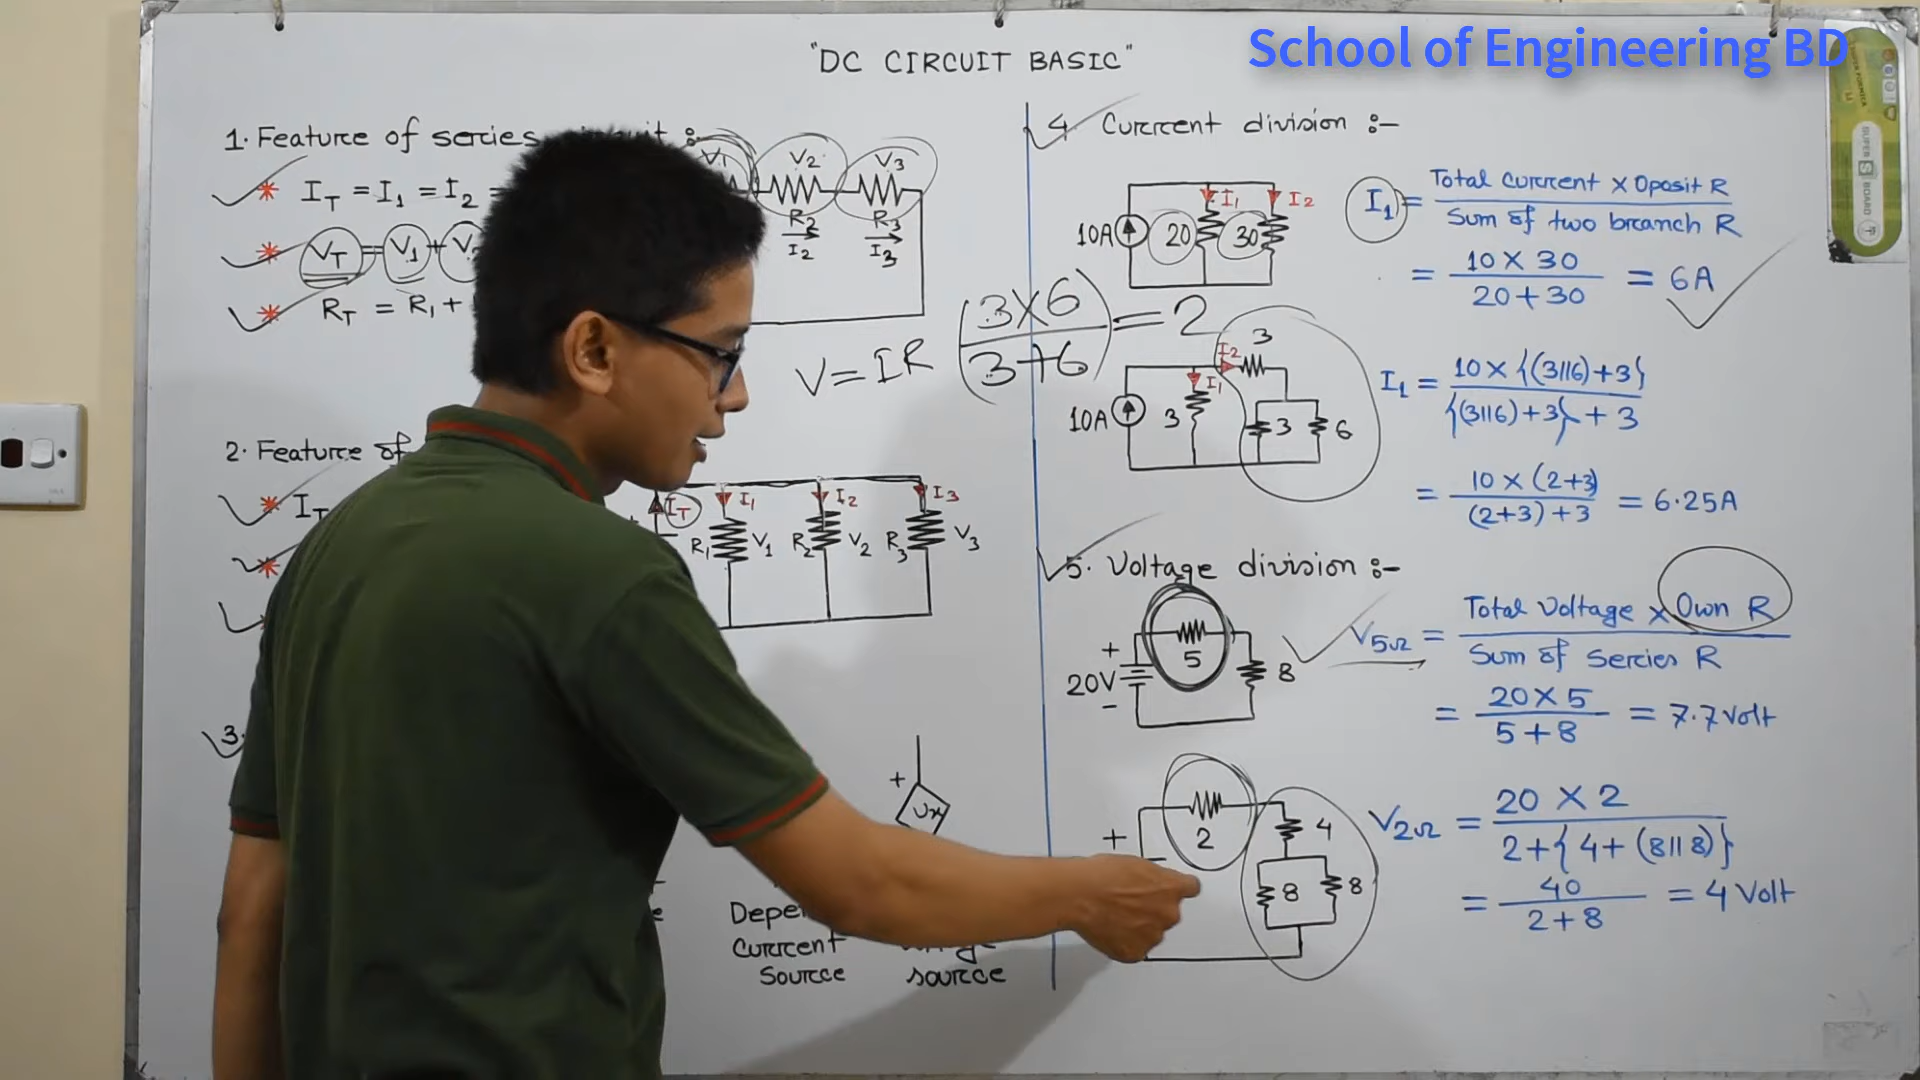 School of Engineering BD
"DC CIRCUIT BASIC"
1. Feature of series circuit :-
* IT = I1 = I2 =
* VT = V1 + V2
* RT = R1 +
V1 V2 V3
R2 R3
I2 I3
V = IR
(3×6)/(3+6) = 2
2. Feature of
* IT
*
IT I1 I2 I3
R1 V1 R2 V2 R3 V3
3.
+
Vx
Current
Source
source
4. Current division :-
I1 I2
10A 20 30
I1 = Total current × Oposit R / Sum of two branch R
= 10 × 30 / 20+30 = 6A
I2 3
I1
10A 3 3 6
I1 = 10 × {(3||6)+3} / {(3||6)+3} + 3
= 10 × (2+3) / (2+3)+3 = 6.25A
5. Voltage division :-
+ 5
20V 8
-
V5Ω = Total Voltage × Own R / Sum of Series R
= 20×5 / 5+8 = 7.7 Volt
+ 2 4
8 8
V2Ω = 20 × 2 / 2+{4+(8||8)}
= 40 / 2+8 = 4 Volt